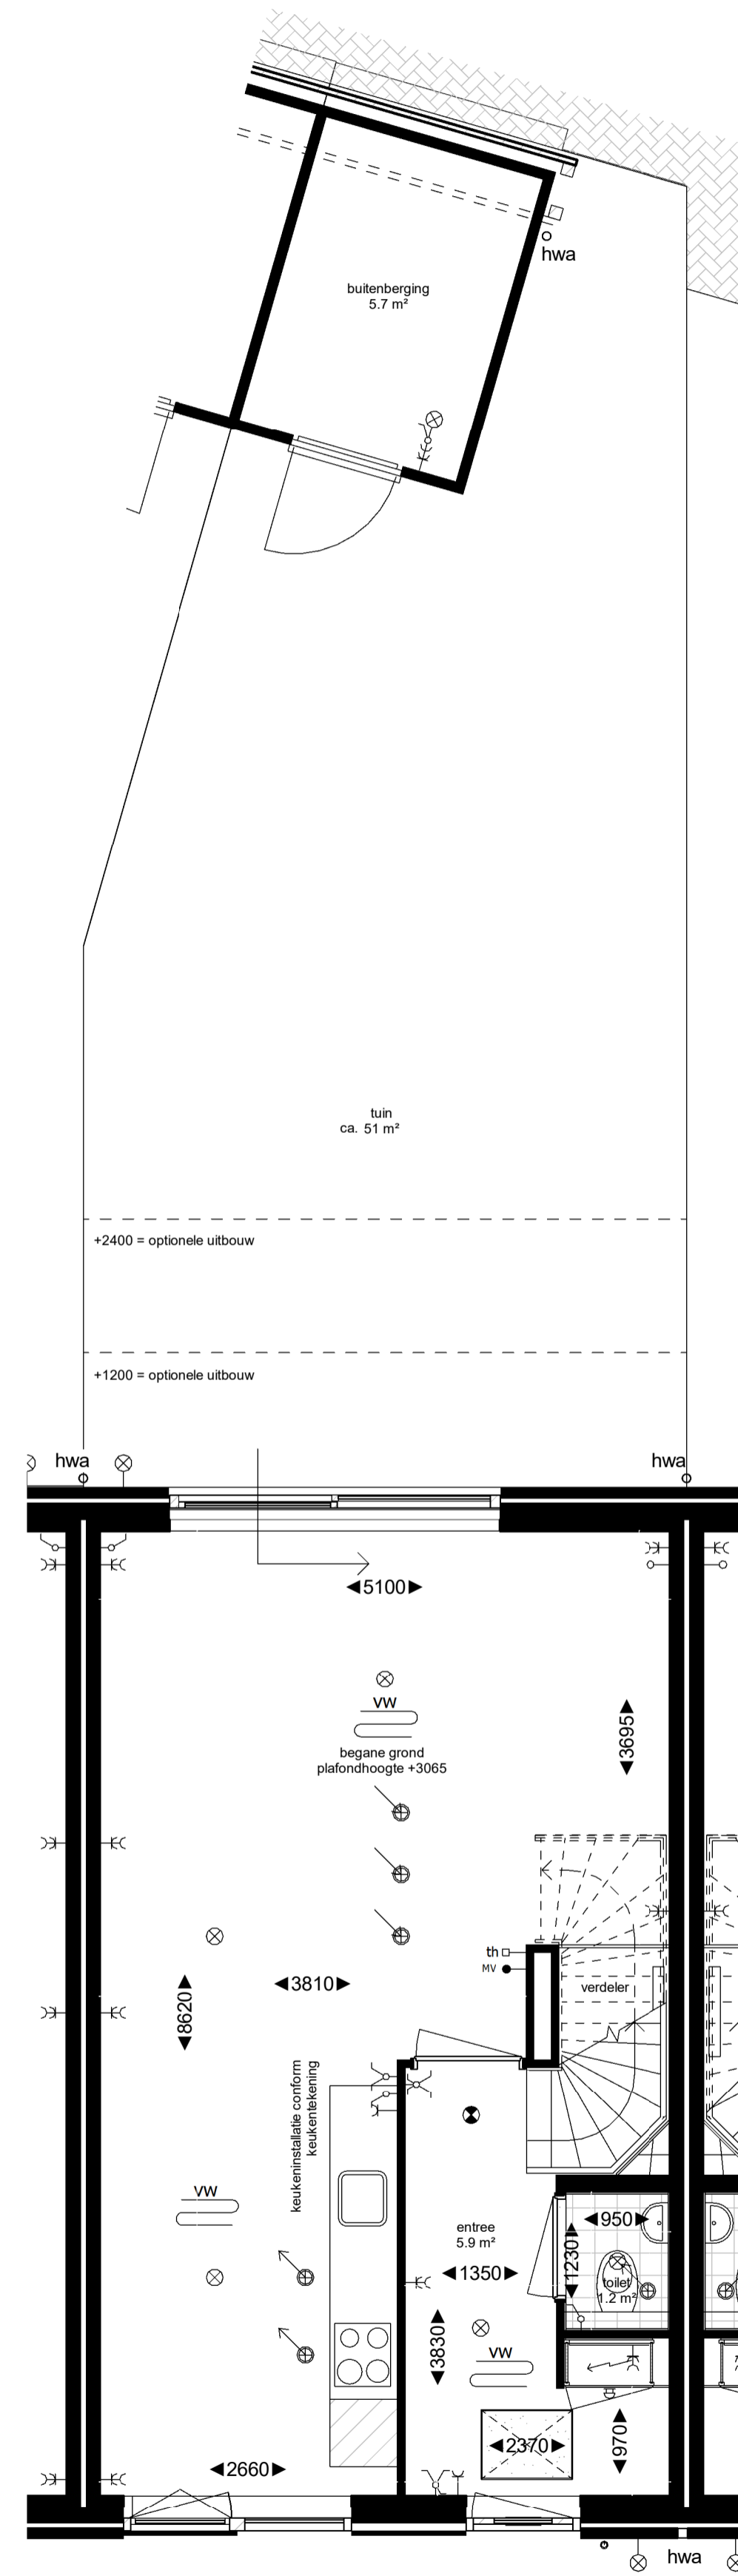 hwa
buitenberging
5.7 m²
tuin
ca. 51 m²
+2400 = optionele uitbouw
+1200 = optionele uitbouw
hwa
hwa
5100
vw
begane grond
plafondhoogte +3065
3695
th
MV
verdeler
3810
8620
keukeninstallatie conform
keukentekening
vw
950
entree
5.9 m²
1230
1350
toilet
1.2 m²
3830
vw
2370
970
2660
hwa